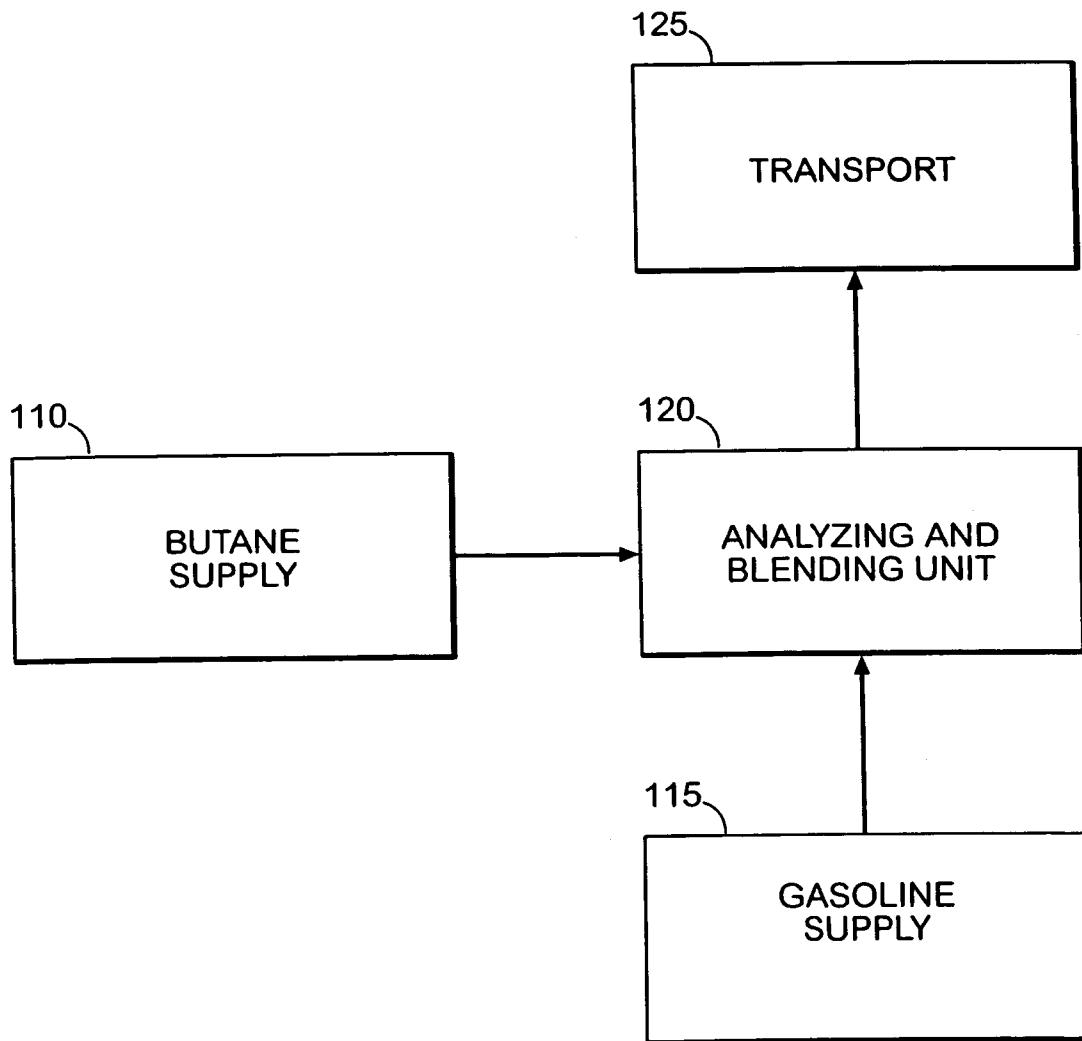 125
TRANSPORT
110
BUTANE
SUPPLY
120
ANALYZING AND
BLENDING UNIT
115
GASOLINE
SUPPLY